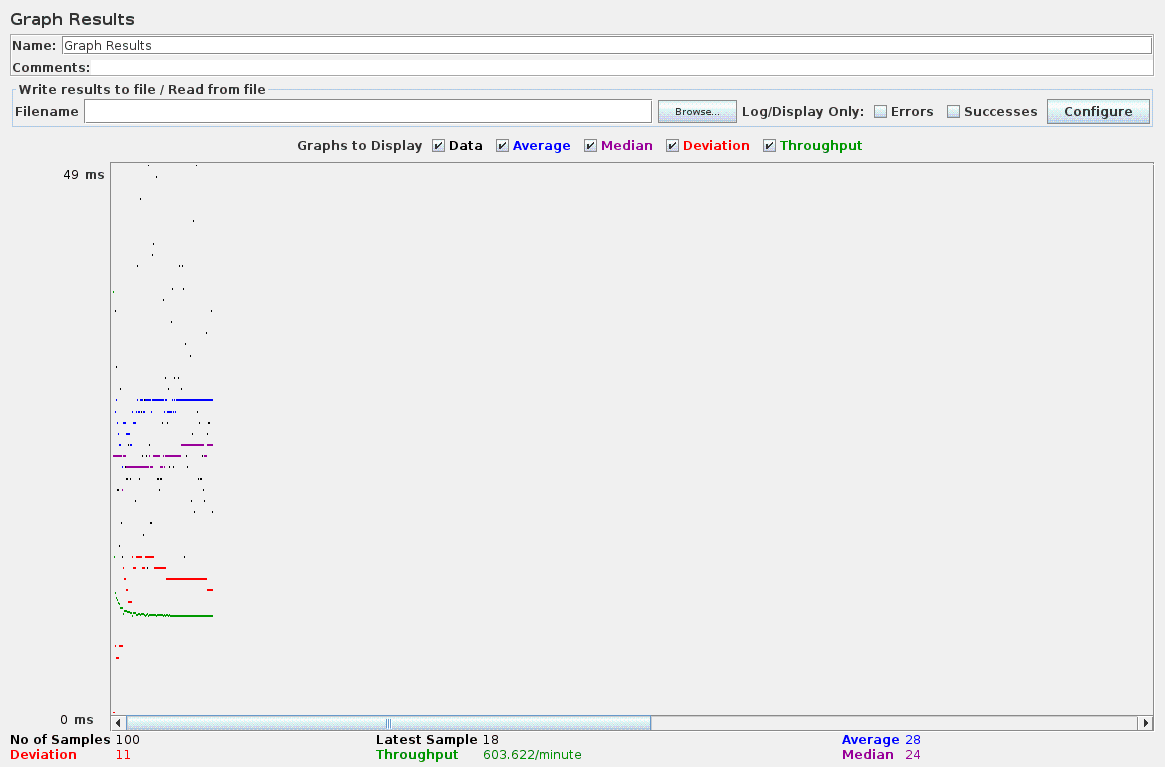 Graph Results
Name: Graph Results
Comments:
Write results to file / Read from file
Filename Browse... Log/Display Only: Errors Successes Configure
Graphs to Display Data Average Median Deviation Throughput
49 ms
0 ms
No of Samples 100 Latest Sample 18 Average 28
Deviation 11 Throughput 603.622/minute Median 24